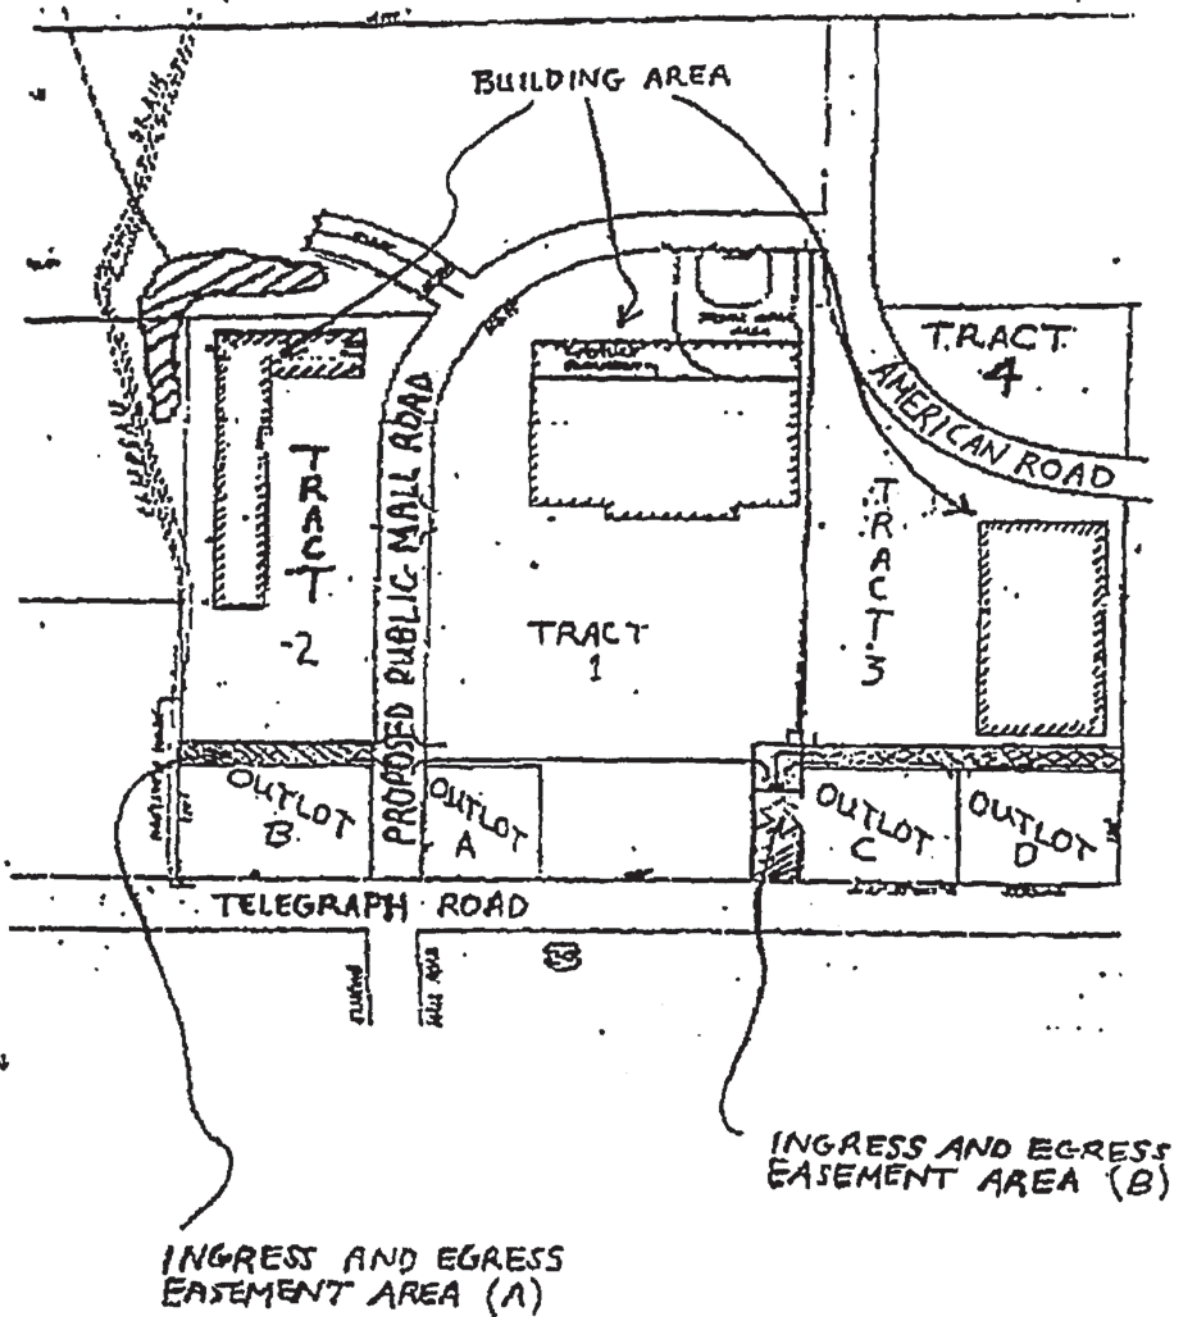 BUILDING AREA
DRAIN
TRACT
4
AMERICAN ROAD
TRACT
2
PROPOSED PUBLIC MALL ROAD
TRACT
1
TRACT 3
OUTLOT
B
OUTLOT
A
OUTLOT
C
OUTLOT
D
TELEGRAPH ROAD
INGRESS AND EGRESS
EASEMENT AREA (B)
INGRESS AND EGRESS
EASEMENT AREA (A)